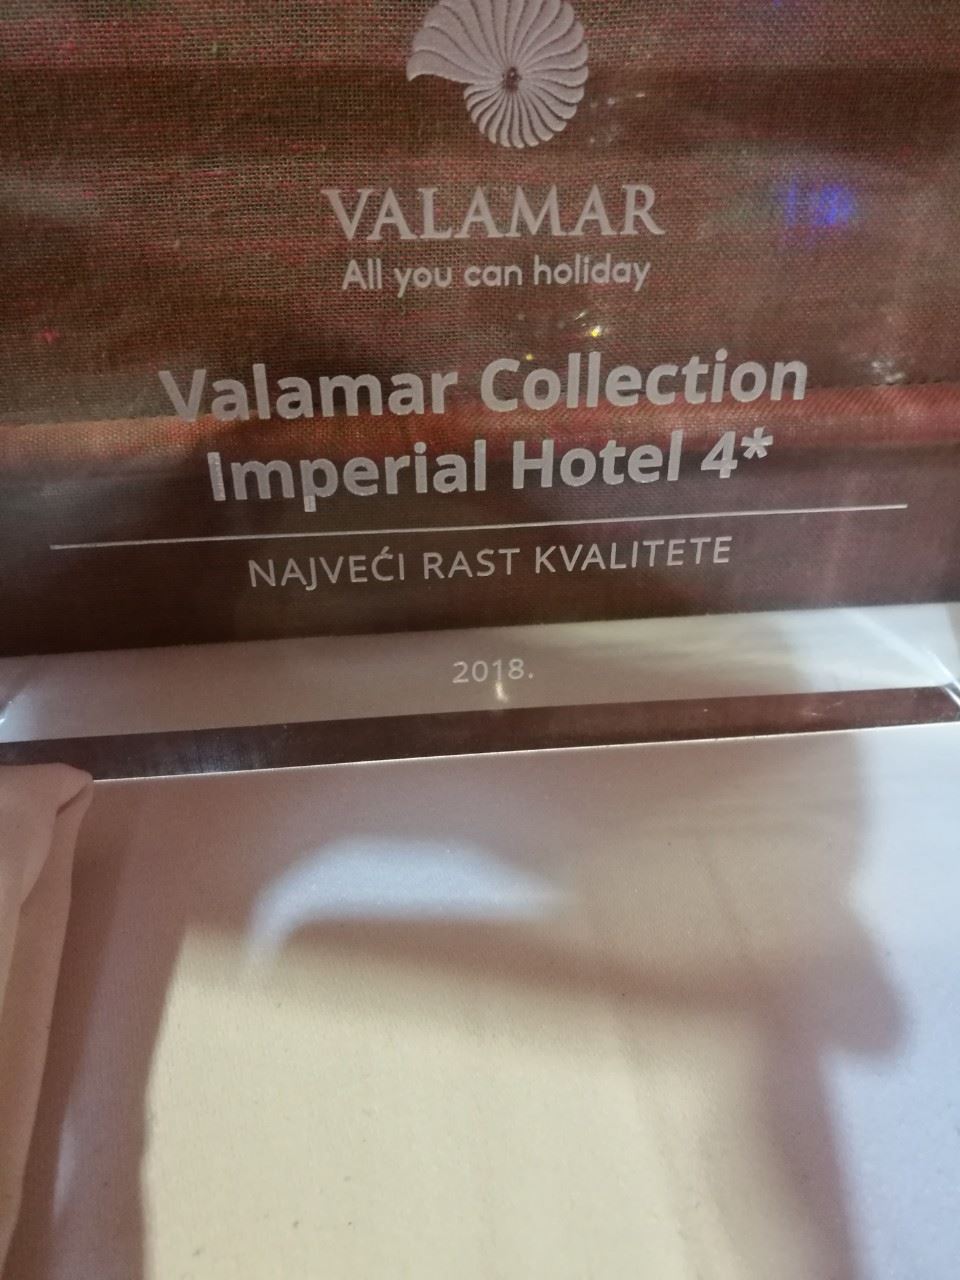 VALAMAR
All you can holiday
Valamar Collection
Imperial Hotel 4*
NAJVEĆI RAST KVALITETE
2018.